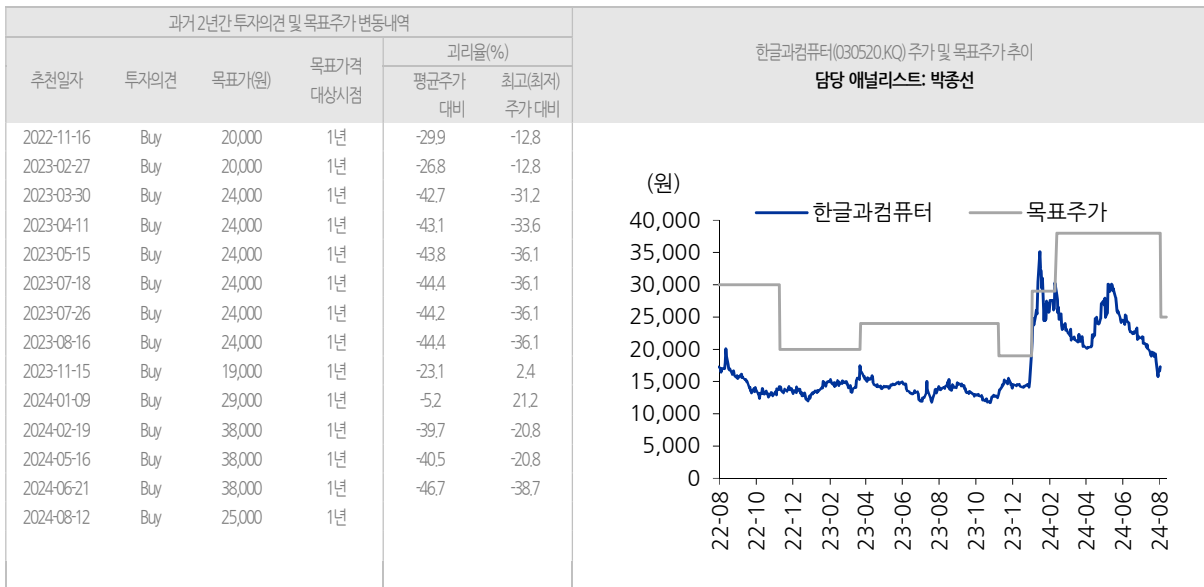 과거 2년간 투자의견 및 목표주가 변동내역
추천일자 투자의견 목표가(원) 목표가격 대상시점 괴리율(%)
평균주가 대비 최고(최저) 주가 대비
2022-11-16 Buy 20,000 1년 -29.9 -12.8
2023-02-27 Buy 20,000 1년 -26.8 -12.8
2023-03-30 Buy 24,000 1년 -42.7 -31.2
2023-04-11 Buy 24,000 1년 -43.1 -33.6
2023-05-15 Buy 24,000 1년 -43.8 -36.1
2023-07-18 Buy 24,000 1년 -44.4 -36.1
2023-07-26 Buy 24,000 1년 -44.2 -36.1
2023-08-16 Buy 24,000 1년 -44.4 -36.1
2023-11-15 Buy 19,000 1년 -23.1 2.4
2024-01-09 Buy 29,000 1년 -5.2 21.2
2024-02-19 Buy 38,000 1년 -39.7 -20.8
2024-05-16 Buy 38,000 1년 -40.5 -20.8
2024-06-21 Buy 38,000 1년 -46.7 -38.7
2024-08-12 Buy 25,000 1년
한글과컴퓨터(030520.KQ) 주가 및 목표주가 추이
담당 애널리스트: 박종선
(원)
한글과컴퓨터 목표주가
40,000
35,000
30,000
25,000
20,000
15,000
10,000
5,000
0
22-08 22-10 22-12 23-02 23-04 23-06 23-08 23-10 23-12 24-02 24-04 24-06 24-08